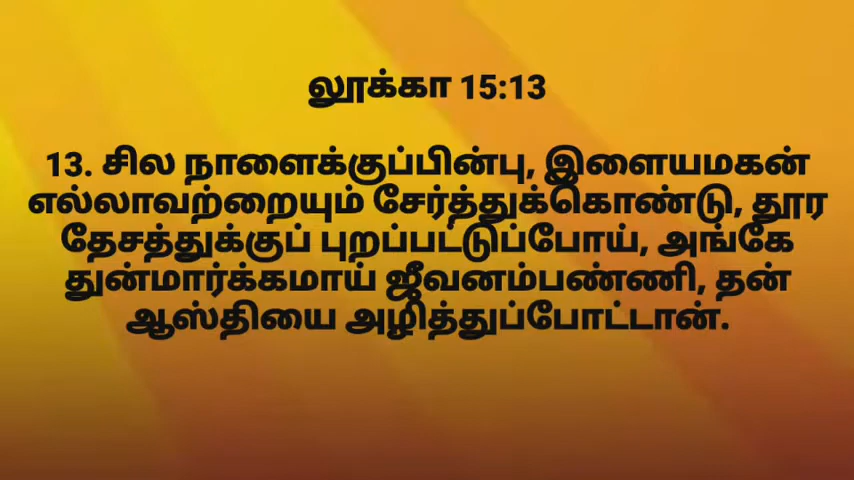 லூக்கா 15:13
13. சில நாளைக்குப்பின்பு, இளையமகன்
எல்லாவற்றையும் சேர்த்துக்கொண்டு, தூர
தேசத்துக்குப் புறப்பட்டுப்போய், அங்கே
துன்மார்க்கமாய் ஜீவனம்பண்ணி, தன்
ஆஸ்தியை அழித்துப்போட்டான்.